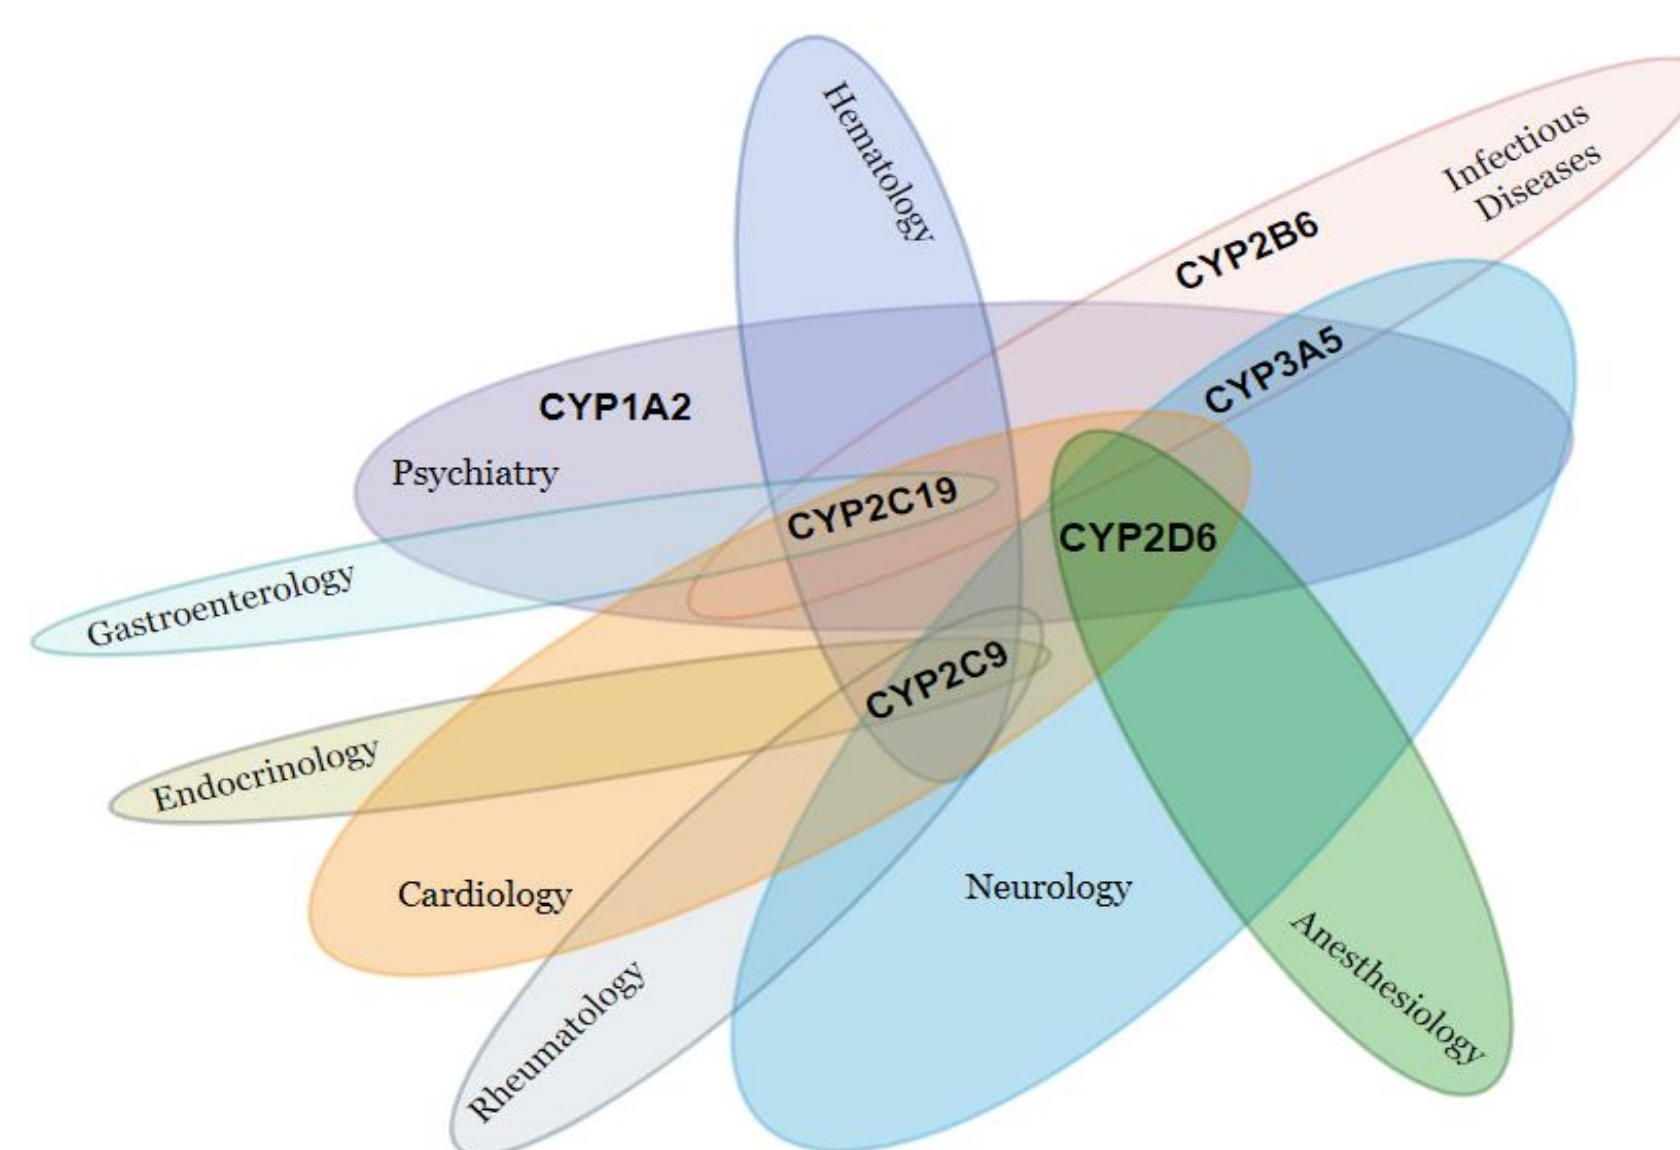 Hematology
Infectious
Diseases
CYP2B6
CYP3A5
CYP1A2
Psychiatry
CYP2C19
CYP2D6
Gastroenterology
CYP2C9
Endocrinology
Cardiology
Neurology
Anesthesiology
Rheumatology